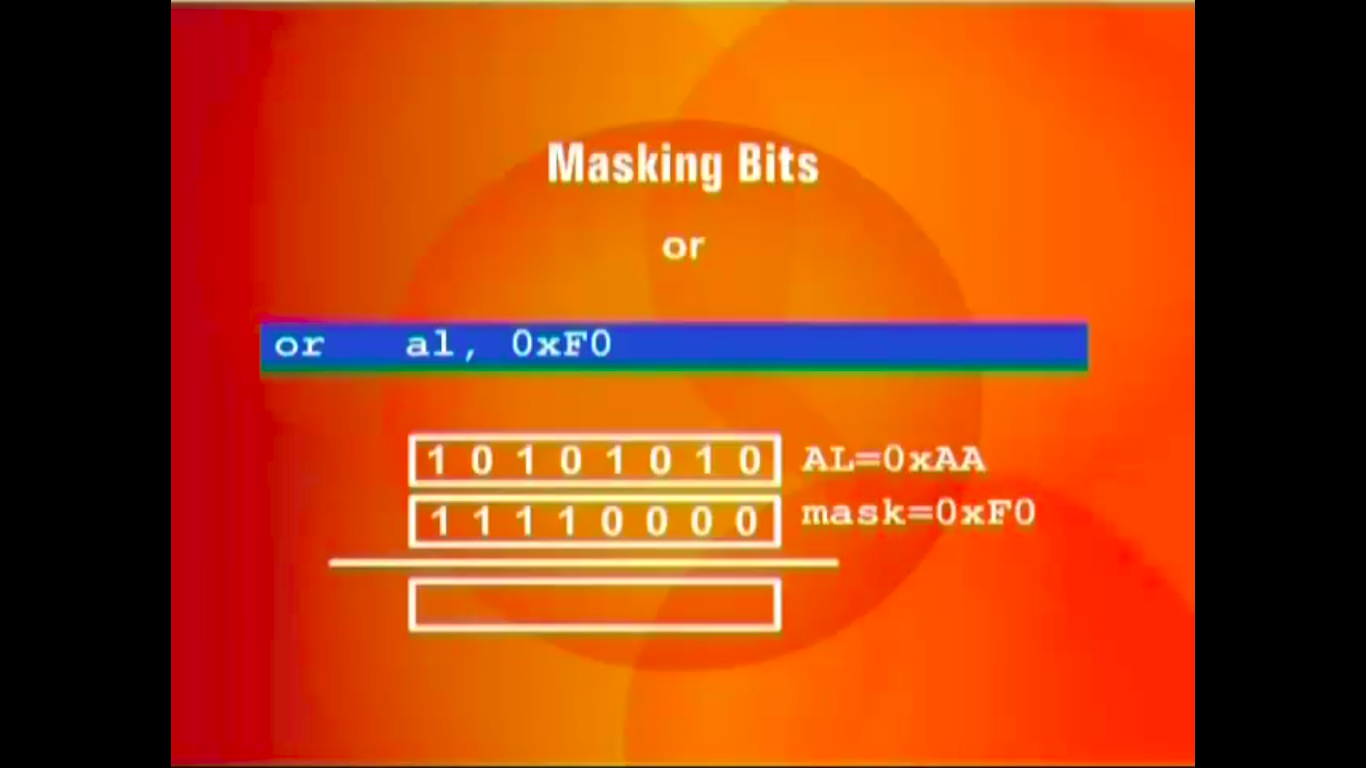 Masking Bits
or
or al, 0xF0
1 0 1 0 1 0 1 0 AL=0xAA
1 1 1 1 0 0 0 0 mask=0xF0